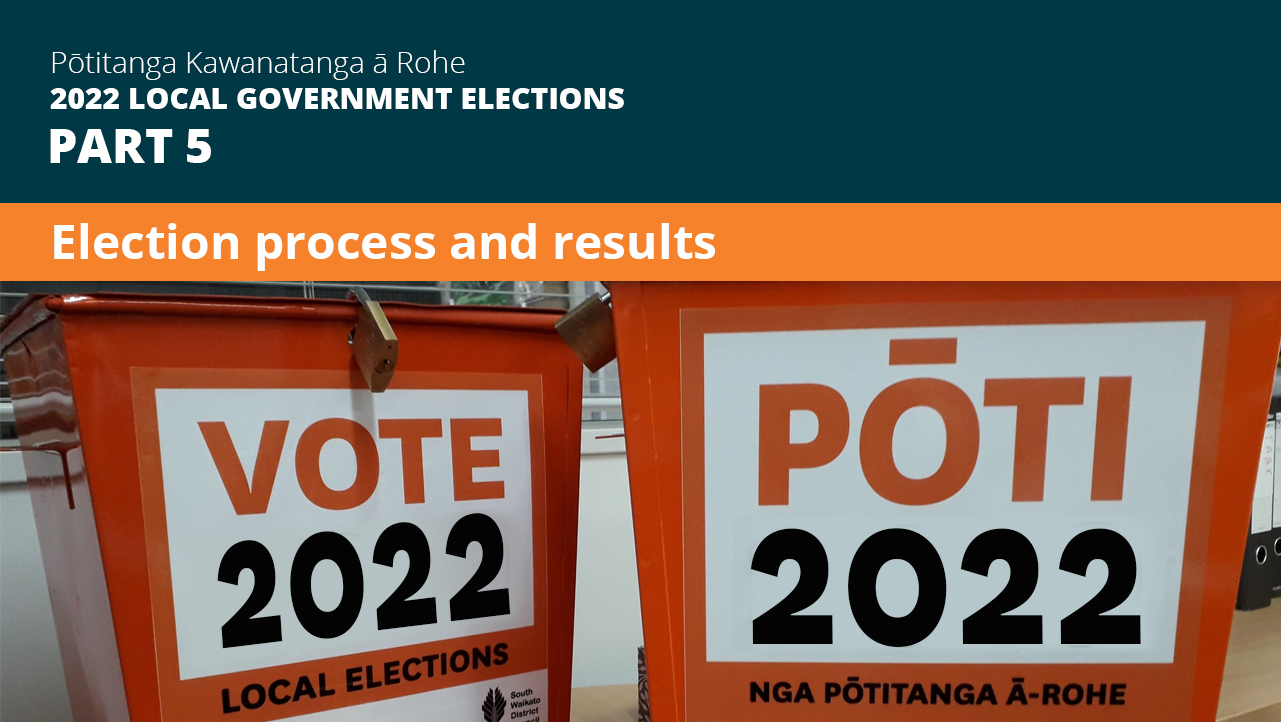 Pōtitanga Kawanatanga ā Rohe
2022 LOCAL GOVERNMENT ELECTIONS
PART 5
Election process and results
VOTE
2022
LOCAL ELECTIONS
South
Waikato
District
PŌTI
2022
NGA PŌTITANGA Ā-ROHE